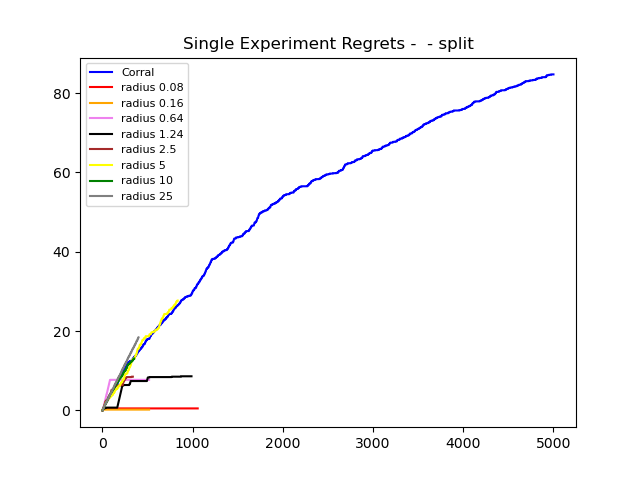 Single Experiment Regrets -  - split
Corral
radius 0.08
radius 0.16
radius 0.64
radius 1.24
radius 2.5
radius 5
radius 10
radius 25
80
60
40
20
0
0 1000 2000 3000 4000 5000